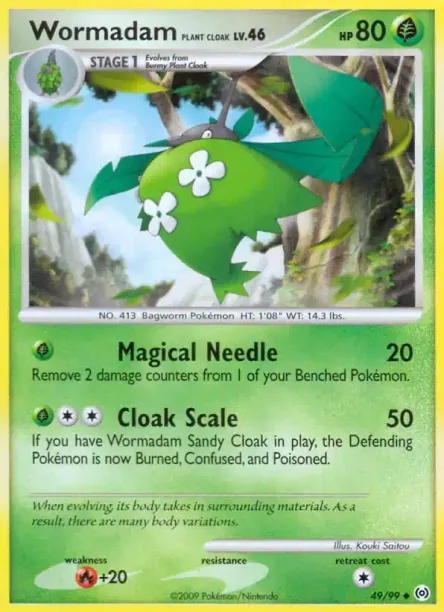 Wormadam PLANT CLOAK LV.46 HP 80
STAGE 1 Evolves from
Burmy Plant Cloak
NO. 413 Bagworm Pokémon HT: 1'08" WT: 14.3 lbs.
Magical Needle 20
Remove 2 damage counters from 1 of your Benched Pokémon.
Cloak Scale 50
If you have Wormadam Sandy Cloak in play, the Defending
Pokémon is now Burned, Confused, and Poisoned.
When evolving, its body takes in surrounding materials. As a
result, there are many body variations.
Illus. Kouki Saitou
weakness resistance retreat cost
+20
©2009 Pokémon/Nintendo 49/99